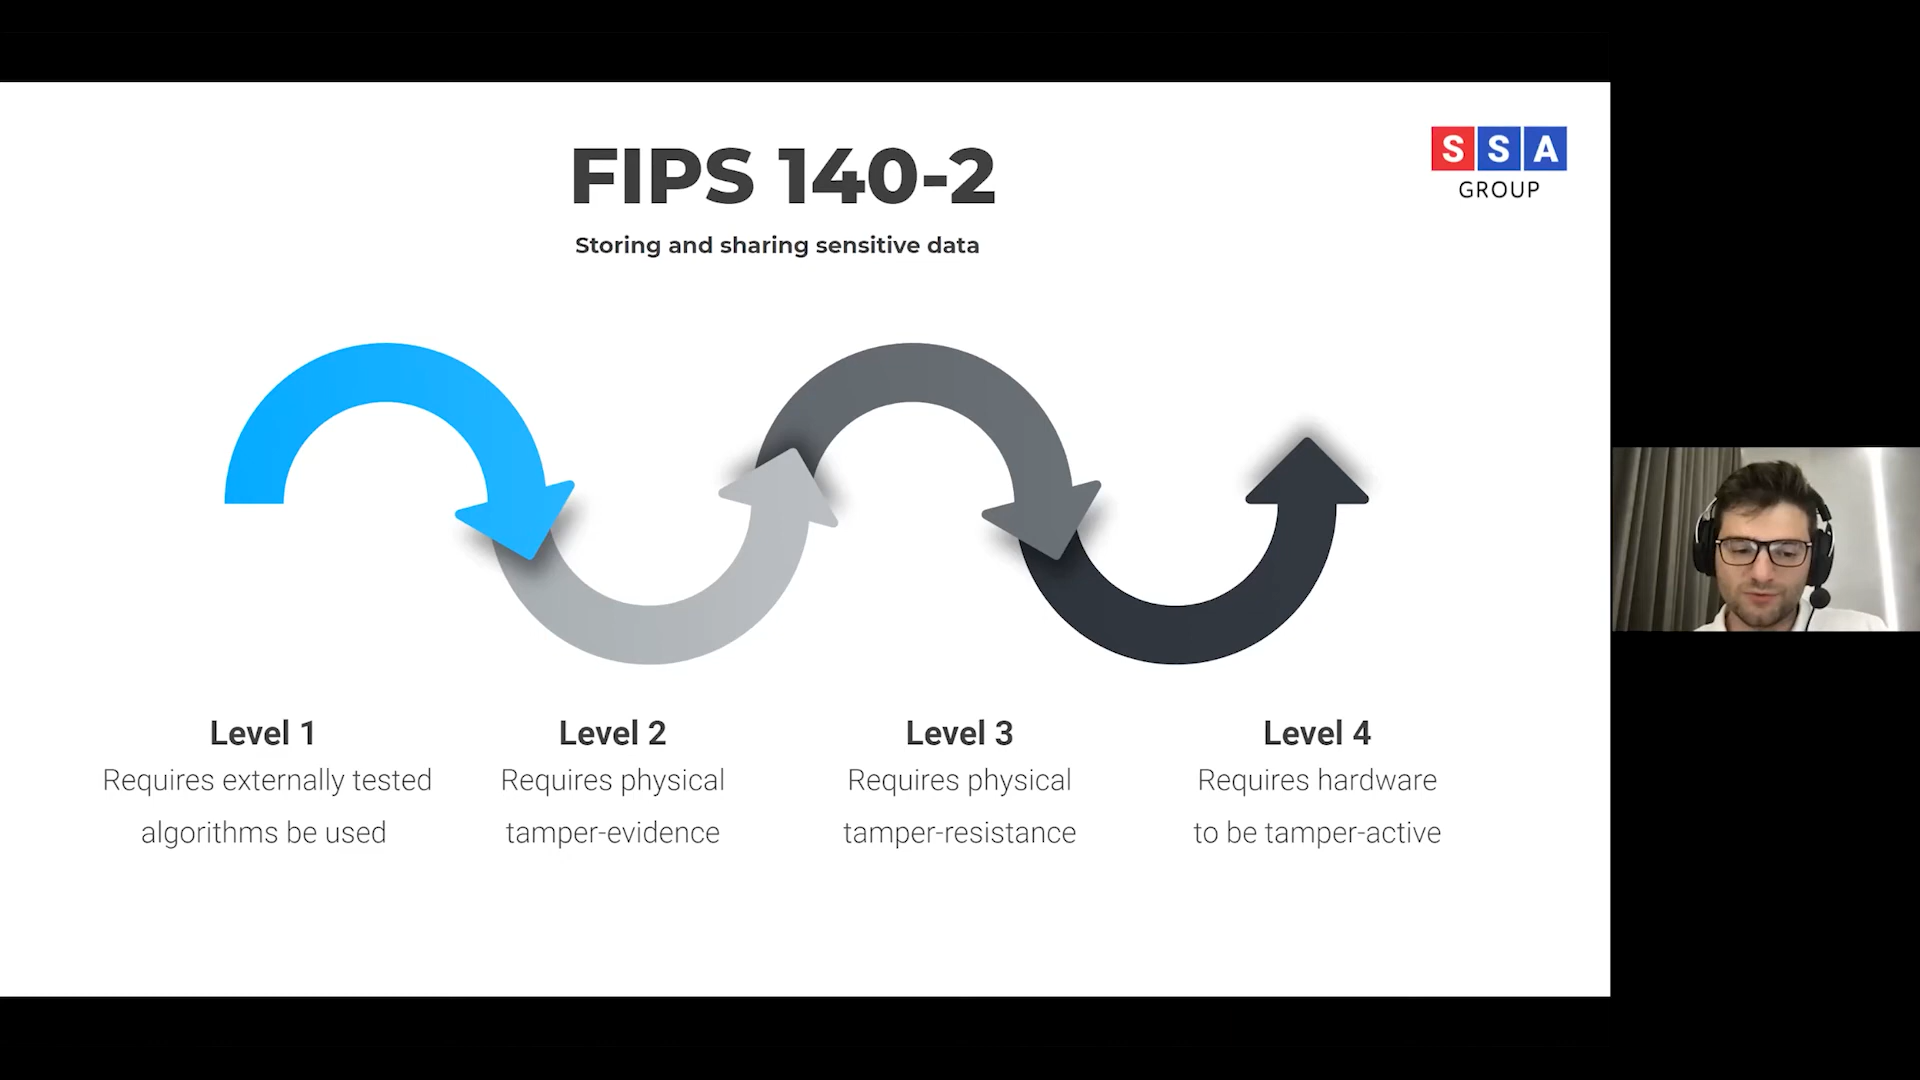 FIPS 140-2
Storing and sharing sensitive data
S S A
GROUP
Level 1
Requires externally tested
algorithms be used
Level 2
Requires physical
tamper-evidence
Level 3
Requires physical
tamper-resistance
Level 4
Requires hardware
to be tamper-active